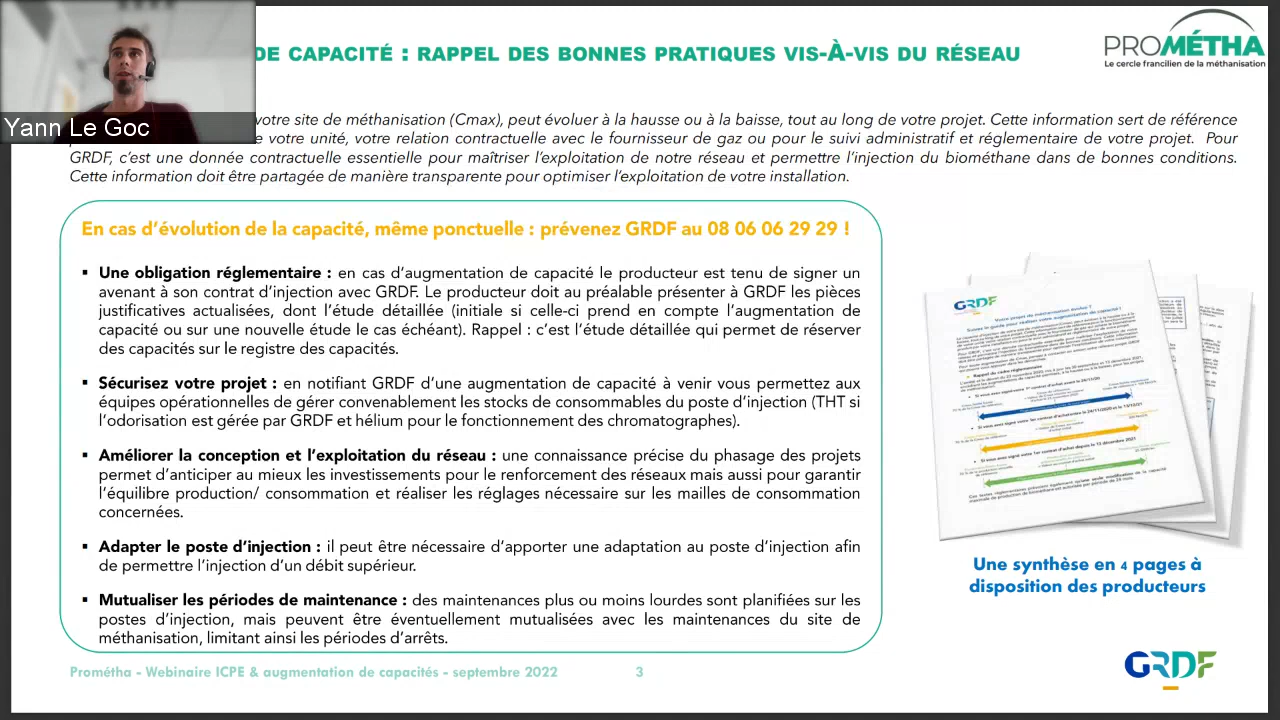 Yann Le Goc
DE CAPACITÉ : RAPPEL DES BONNES PRATIQUES VIS-À-VIS DU RÉSEAU
PROMÉTHA
Le cercle francilien de la méthanisation
votre site de méthanisation (Cmax), peut évoluer à la hausse ou à la baisse, tout au long de votre projet. Cette information sert de référence
votre unité, votre relation contractuelle avec le fournisseur de gaz ou pour le suivi administratif et réglementaire de votre projet. Pour
GRDF, c'est une donnée contractuelle essentielle pour maîtriser l'exploitation de notre réseau et permettre l'injection du biométhane dans de bonnes conditions.
Cette information doit être partagée de manière transparente pour optimiser l'exploitation de votre installation.
En cas d'évolution de la capacité, même ponctuelle : prévenez GRDF au 08 06 06 29 29 !
▪ Une obligation réglementaire : en cas d'augmentation de capacité le producteur est tenu de signer un
avenant à son contrat d'injection avec GRDF. Le producteur doit au préalable présenter à GRDF les pièces
justificatives actualisées, dont l'étude détaillée (initiale si celle-ci prend en compte l'augmentation de
capacité ou sur une nouvelle étude le cas échéant). Rappel : c'est l'étude détaillée qui permet de réserver
des capacités sur le registre des capacités.
▪ Sécurisez votre projet : en notifiant GRDF d'une augmentation de capacité à venir vous permettez aux
équipes opérationnelles de gérer convenablement les stocks de consommables du poste d'injection (THT si
l'odorisation est gérée par GRDF et hélium pour le fonctionnement des chromatographes).
▪ Améliorer la conception et l'exploitation du réseau : une connaissance précise du phasage des projets
permet d'anticiper au mieux les investissements pour le renforcement des réseaux mais aussi pour garantir
l'équilibre production/ consommation et réaliser les réglages nécessaire sur les mailles de consommation
concernées.
▪ Adapter le poste d'injection : il peut être nécessaire d'apporter une adaptation au poste d'injection afin
de permettre l'injection d'un débit supérieur.
▪ Mutualiser les périodes de maintenance : des maintenances plus ou moins lourdes sont planifiées sur les
postes d'injection, mais peuvent être éventuellement mutualisées avec les maintenances du site de
méthanisation, limitant ainsi les périodes d'arrêts.
GRDF
Une synthèse en 4 pages à
disposition des producteurs
Prométha - Webinaire ICPE & augmentation de capacités - septembre 2022
3
GRDF